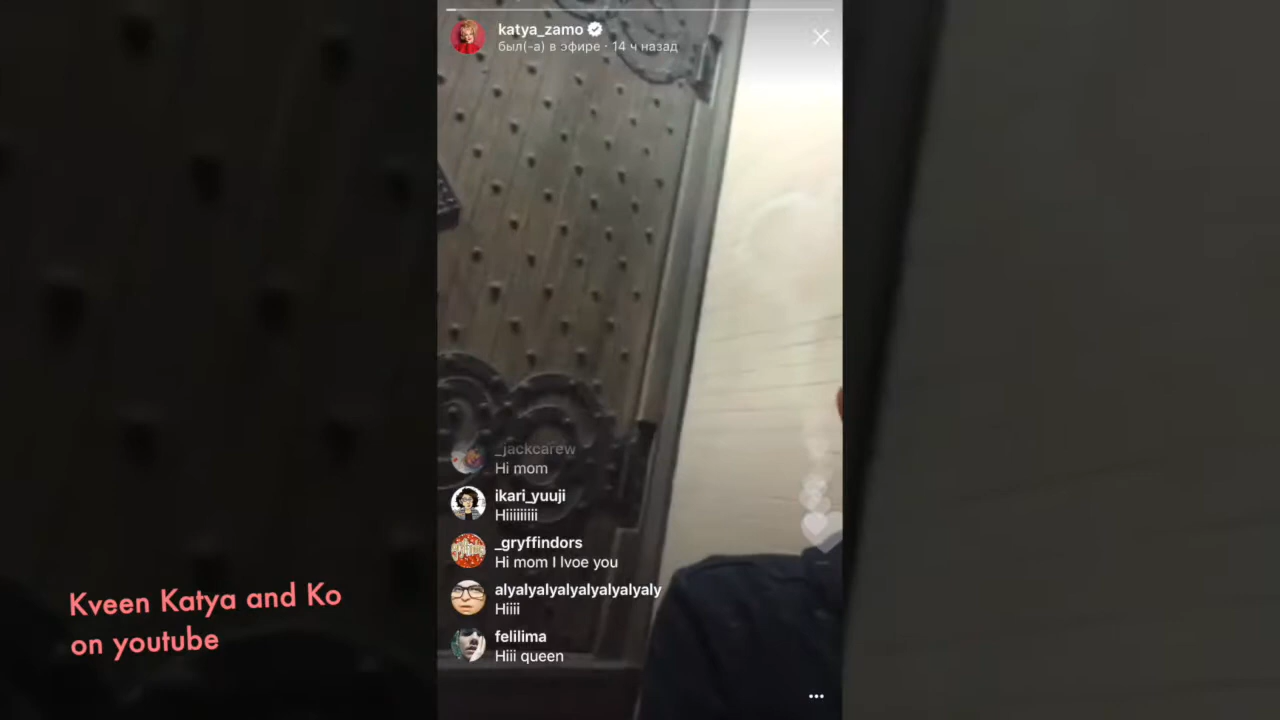 katya_zamo
был(-а) в эфире · 14 ч назад
_jackcarew
Hi mom
ikari_yuuji
Hiiiiiiiii
_gryffindors
Hi mom I lvoe you
alyalyalyalyalyalyalyaly
Hiiii
felilima
Hiii queen
Kveen Katya and Ko
on youtube